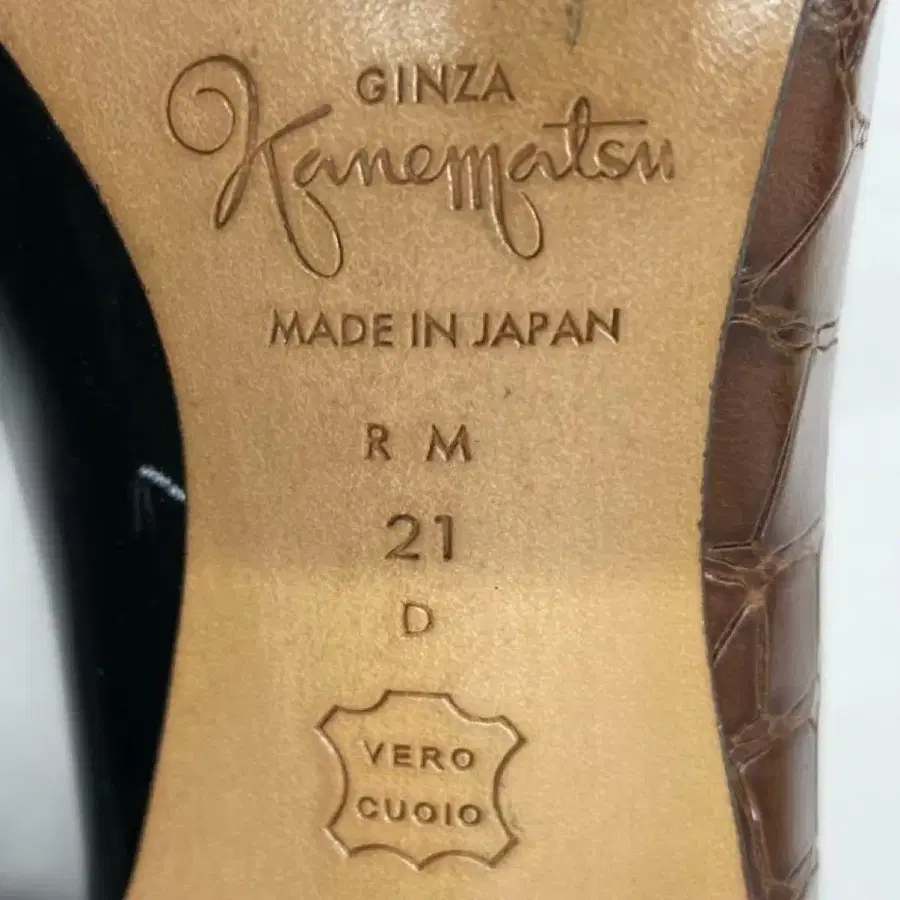 GINZA
Kanematsu
MADE IN JAPAN
R M
21
D
VERO
CUOIO